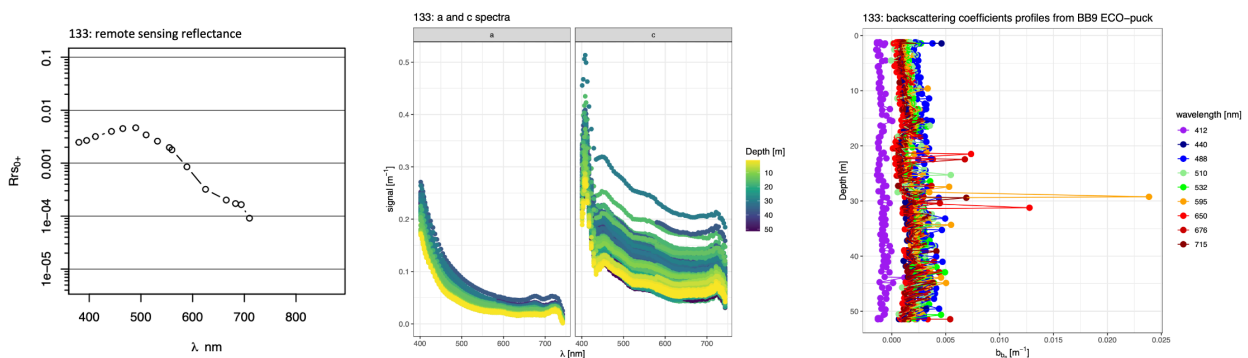 133: remote sensing reflectance
Rrs0+
0.1
0.01
0.001
1e-04
1e-05
400 500 600 700 800
λ nm
133: a and c spectra
a c
signal [m⁻¹]
0.5
0.4
0.3
0.2
0.1
0.0
400 500 600 700 400 500 600 700
λ [nm]
Depth [m]
10
20
30
40
50
133: backscattering coefficients profiles from BB9 ECO-puck
Depth [m]
0
10
20
30
40
50
0.000 0.005 0.010 0.015 0.020 0.025
[m⁻¹]
wavelength [nm]
412
440
488
510
532
595
650
676
715